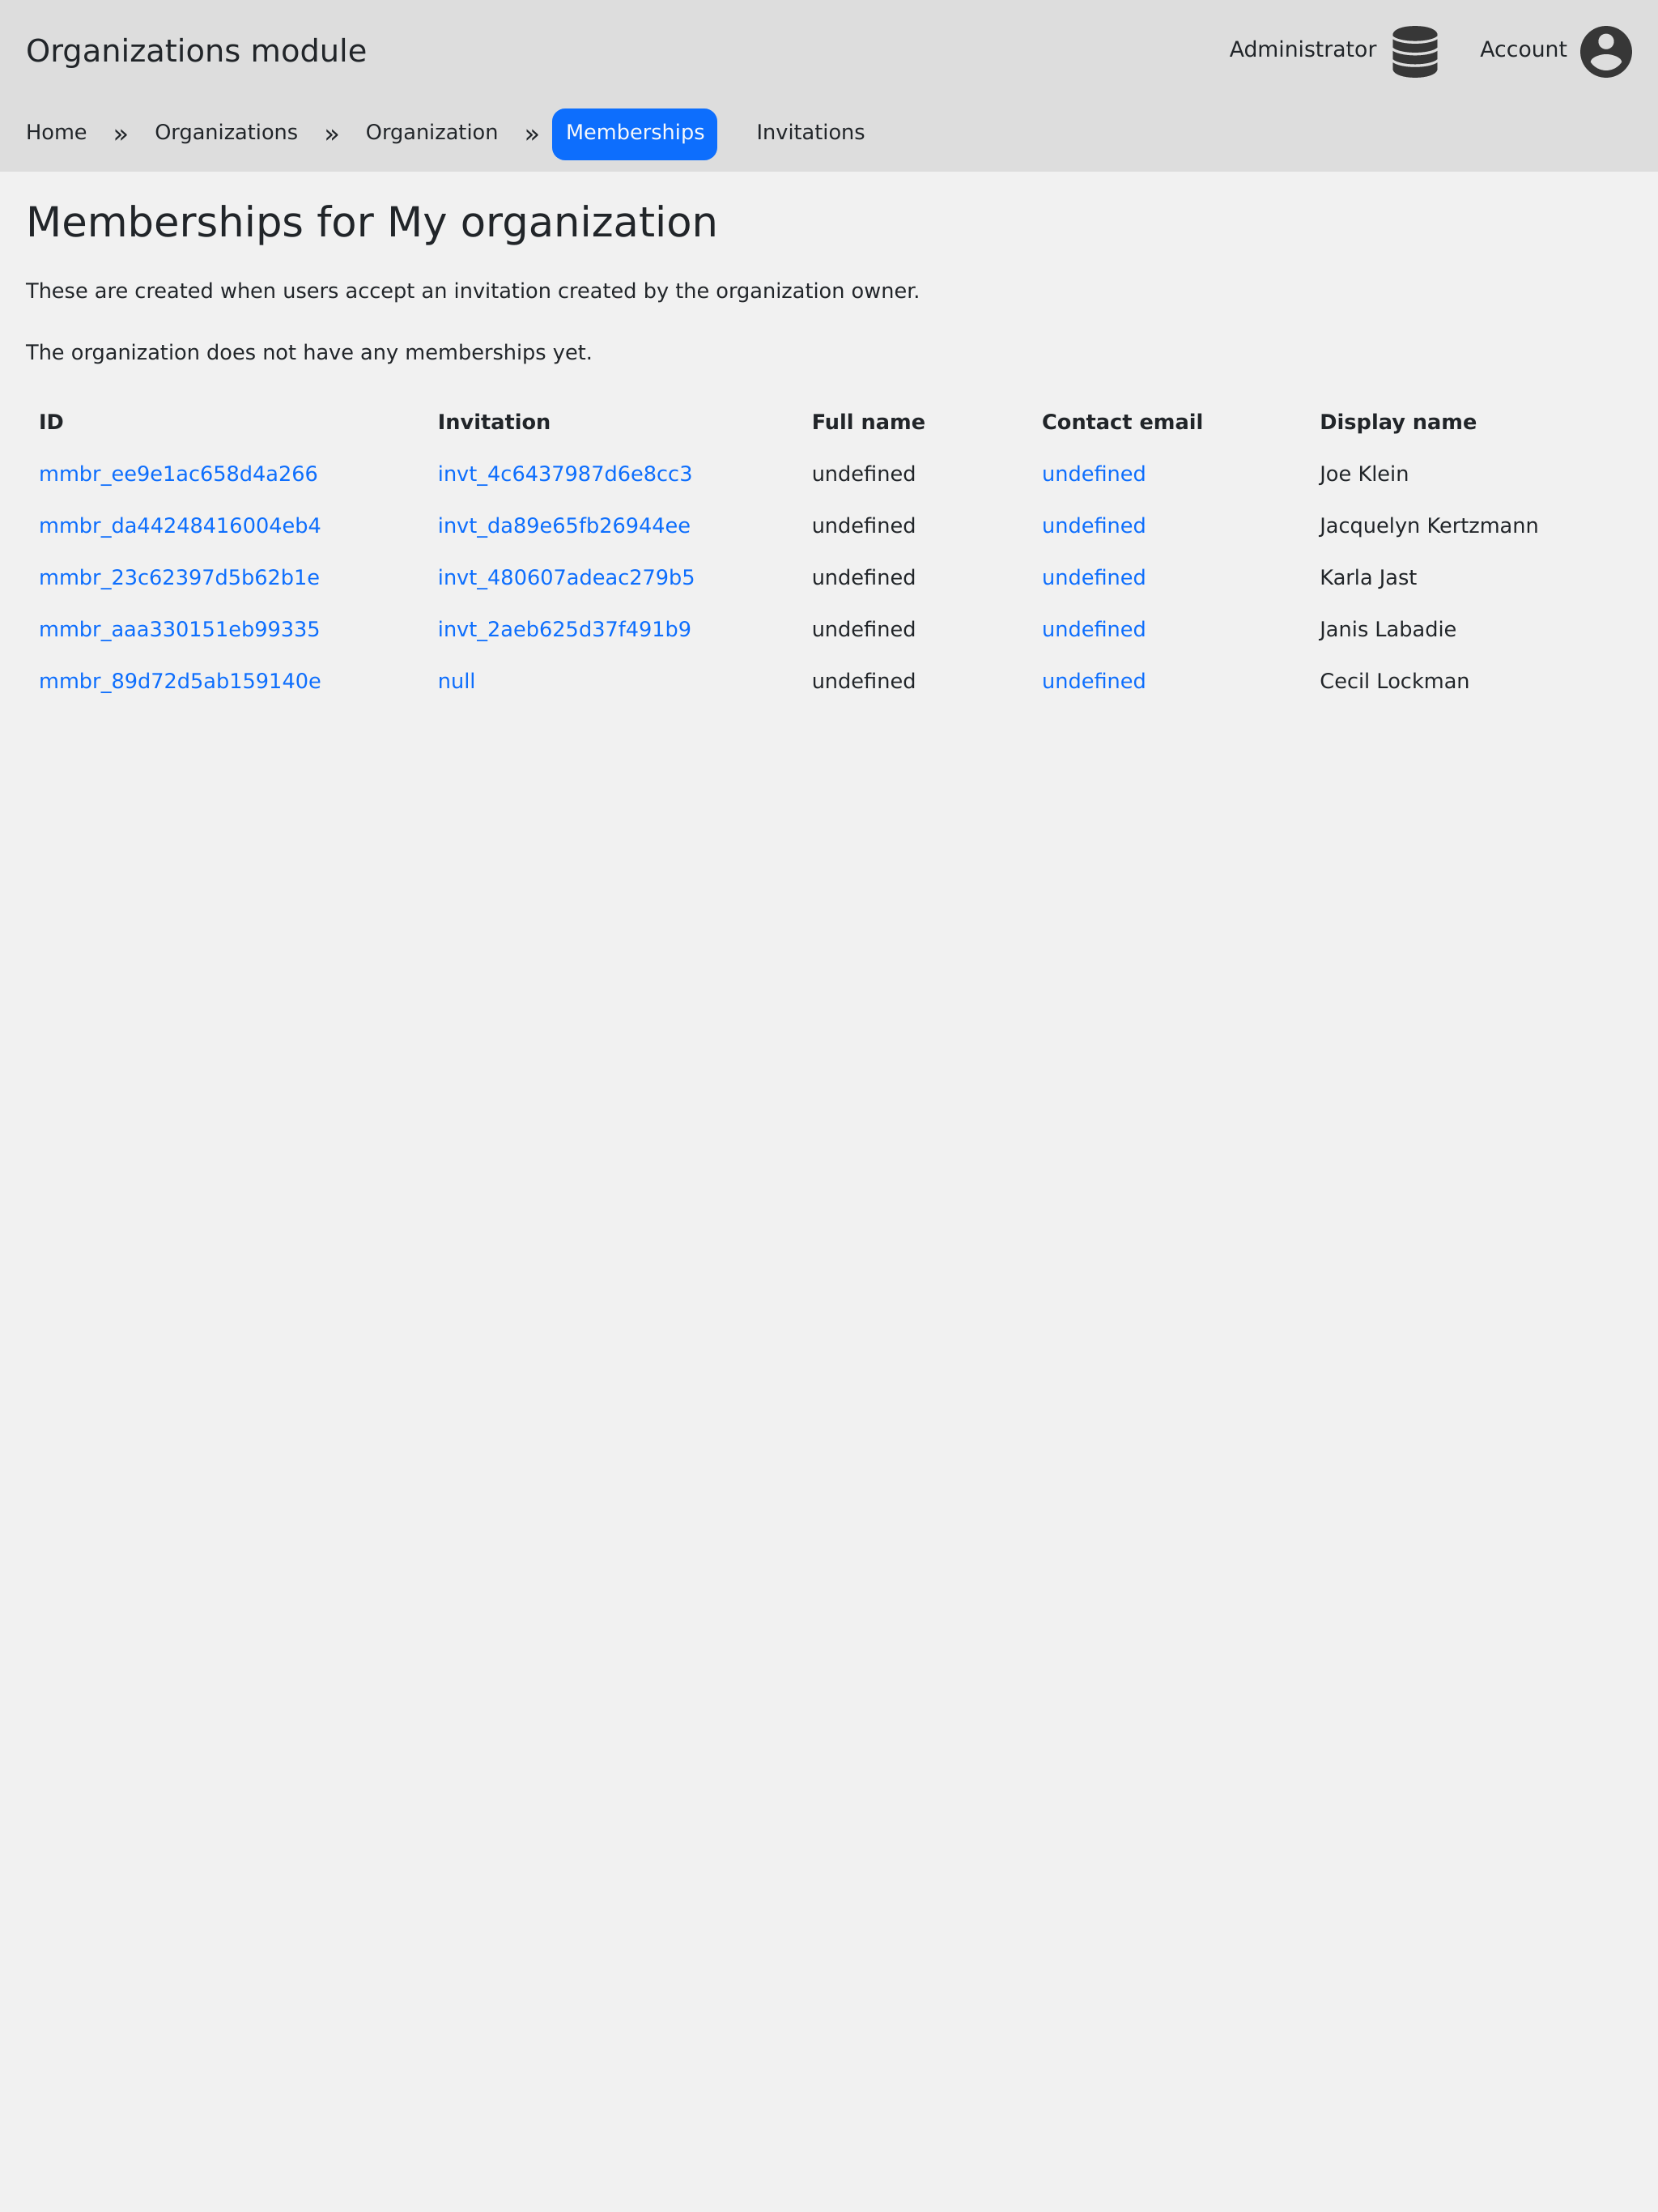 Organizations module
Administrator
Account
Home » Organizations » Organization » Memberships Invitations
Memberships for My organization
These are created when users accept an invitation created by the organization owner.
The organization does not have any memberships yet.
ID Invitation Full name Contact email Display name
mmbr_ee9e1ac658d4a266 invt_4c6437987d6e8cc3 undefined undefined Joe Klein
mmbr_da44248416004eb4 invt_da89e65fb26944ee undefined undefined Jacquelyn Kertzmann
mmbr_23c62397d5b62b1e invt_480607adeac279b5 undefined undefined Karla Jast
mmbr_aaa330151eb99335 invt_2aeb625d37f491b9 undefined undefined Janis Labadie
mmbr_89d72d5ab159140e null undefined undefined Cecil Lockman